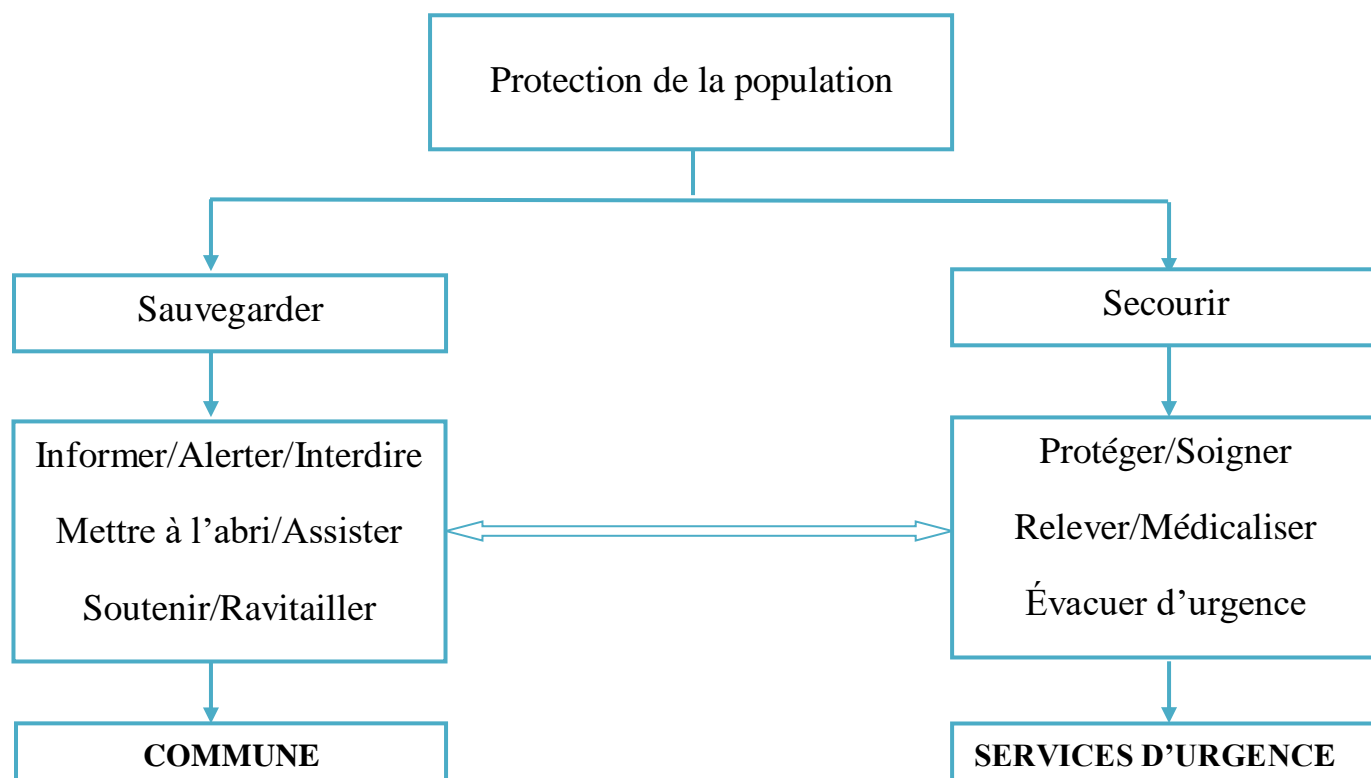 Protection de la population
Sauvegarder
Secourir
Informer/Alerter/Interdire
Mettre à l’abri/Assister
Soutenir/Ravitailler
Protéger/Soigner
Relever/Médicaliser
Évacuer d’urgence
COMMUNE
SERVICES D’URGENCE